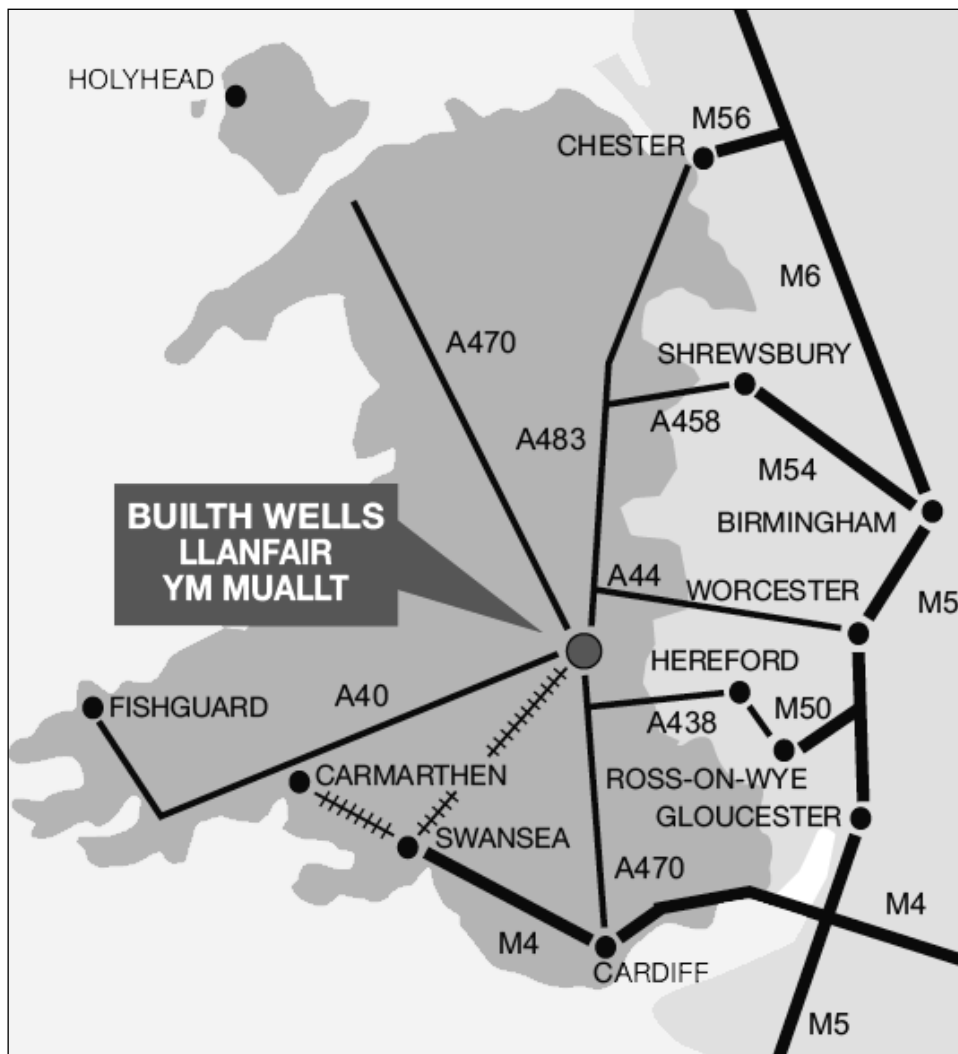 HOLYHEAD
M56
CHESTER
M6
A470
SHREWSBURY
A458
A483
M54
BUILTH WELLS
LLANFAIR
YM MUALLT
BIRMINGHAM
A44
WORCESTER
M5
HEREFORD
A40
FISHGUARD
A438
M50
CARMARTHEN
ROSS-ON-WYE
GLOUCESTER
SWANSEA
A470
M4
M4
CARDIFF
M5